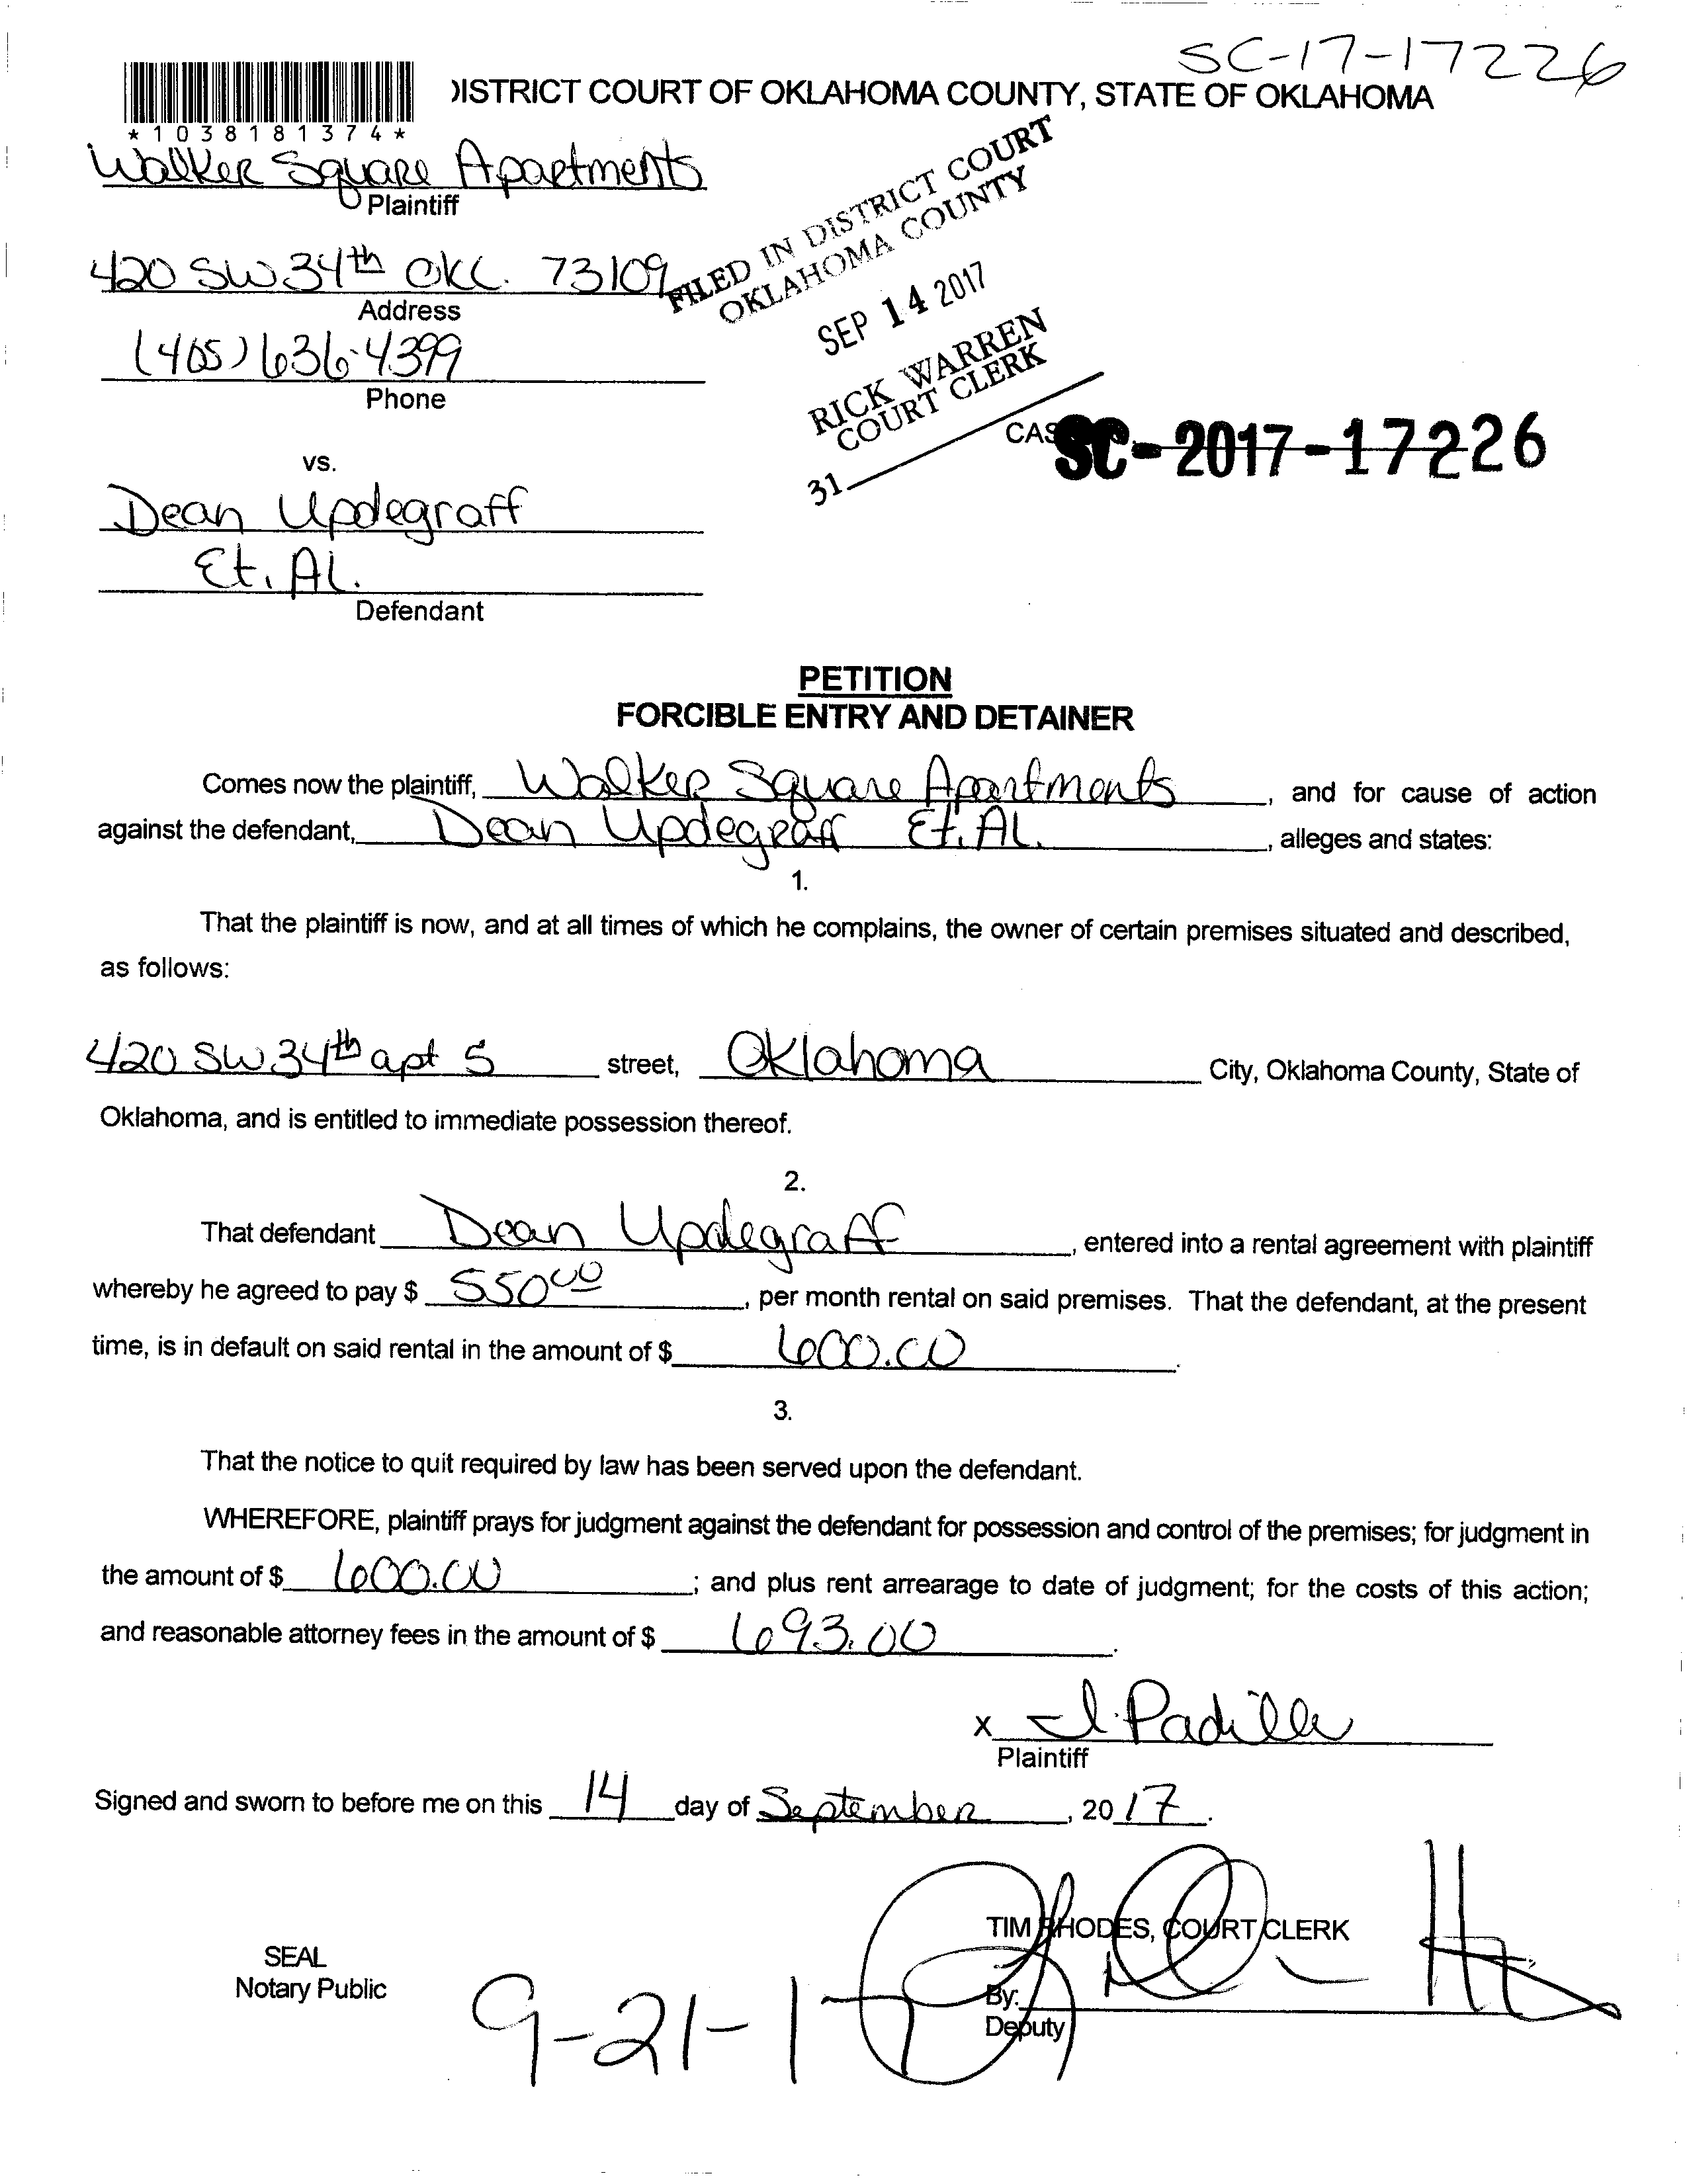 SC-17-17226
DISTRICT COURT OF OKLAHOMA COUNTY, STATE OF OKLAHOMA
*1038181374*
Walker Square Apartments
Plaintiff
420 SW 34th OKC. 73109
Address
(405) 636-4399
Phone
FILED IN DISTRICT COURT
OKLAHOMA COUNTY
SEP 14 2017
RICK WARREN
COURT CLERK
31
CAS SC-2017-17226
vs.
Dean Updegraff
Et. Al.
Defendant
PETITION
FORCIBLE ENTRY AND DETAINER
Comes now the plaintiff, Walker Square Apartments, and for cause of action
against the defendant, Dean Updegraff Et. Al., alleges and states:
1.
That the plaintiff is now, and at all times of which he complains, the owner of certain premises situated and described,
as follows:
420 SW 34th apt 5 street, Oklahoma City, Oklahoma County, State of
Oklahoma, and is entitled to immediate possession thereof.
2.
That defendant Dean Updegraff, entered into a rental agreement with plaintiff
whereby he agreed to pay $ 550 00, per month rental on said premises. That the defendant, at the present
time, is in default on said rental in the amount of $ 600.00.
3.
That the notice to quit required by law has been served upon the defendant.
WHEREFORE, plaintiff prays for judgment against the defendant for possession and control of the premises; for judgment in
the amount of $ 600.00; and plus rent arrearage to date of judgment; for the costs of this action;
and reasonable attorney fees in the amount of $ 693.00.
x J. Padilla
Plaintiff
Signed and sworn to before me on this 14 day of September, 2017.
TIM RHODES, COURT CLERK
SEAL
Notary Public
9-21-17
By:
Deputy